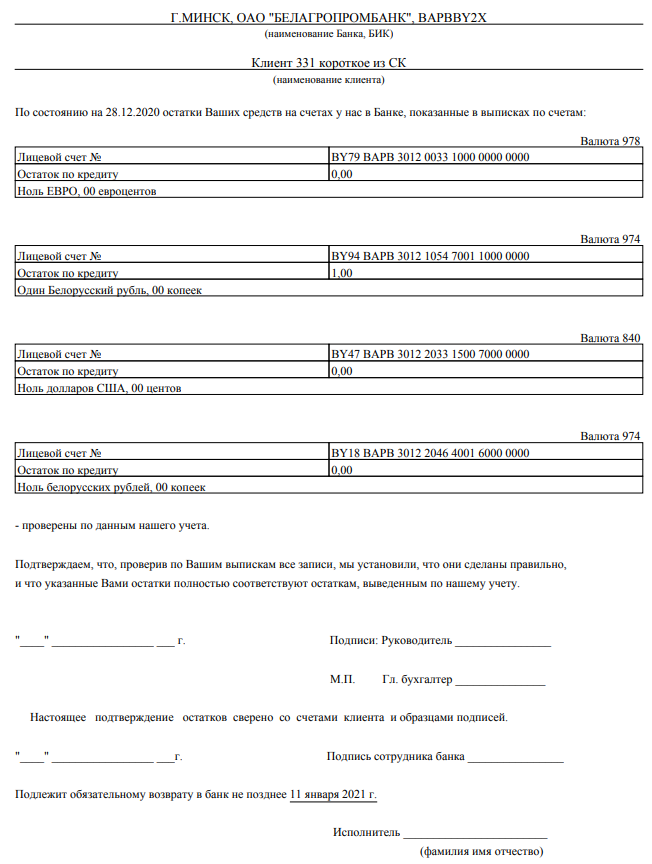 Г.МИНСК, ОАО "БЕЛАГРОПРОМБАНК", BAPBBY2X
(наименование Банка, БИК)
Клиент 331 короткое из СК
(наименование клиента)
По состоянию на 28.12.2020 остатки Ваших средств на счетах у нас в Банке, показанные в выписках по счетам:
Валюта 978
Лицевой счет № BY79 BAPB 3012 0033 1000 0000 0000
Остаток по кредиту 0,00
Ноль ЕВРО, 00 евроцентов
Валюта 974
Лицевой счет № BY94 BAPB 3012 1054 7001 1000 0000
Остаток по кредиту 1,00
Один Белорусский рубль, 00 копеек
Валюта 840
Лицевой счет № BY47 BAPB 3012 2033 1500 7000 0000
Остаток по кредиту 0,00
Ноль долларов США, 00 центов
Валюта 974
Лицевой счет № BY18 BAPB 3012 2046 4001 6000 0000
Остаток по кредиту 0,00
Ноль белорусских рублей, 00 копеек
- проверены по данным нашего учета.
Подтверждаем, что, проверив по Вашим выпискам все записи, мы установили, что они сделаны правильно,
и что указанные Вами остатки полностью соответствуют остаткам, выведенным по нашему учету.
"____" _________________ ___ г. Подписи: Руководитель ________________
М.П. Гл. бухгалтер _______________
Настоящее подтверждение остатков сверено со счетами клиента и образцами подписей.
"____" _________________ ___г. Подпись сотрудника банка ________________
Подлежит обязательному возврату в банк не позднее 11 января 2021 г.
Исполнитель ________________________
(фамилия имя отчество)